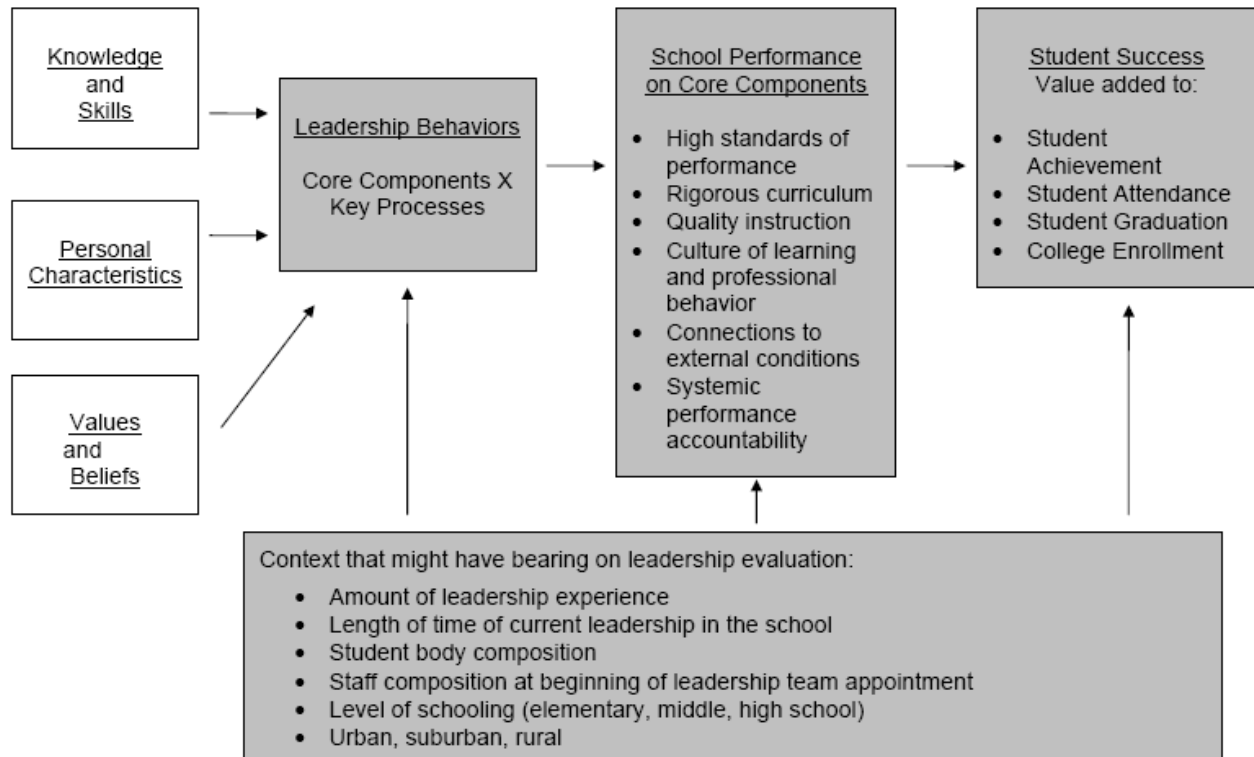 Knowledge
and
Skills
Personal
Characteristics
Values
and
Beliefs
Leadership Behaviors
Core Components X
Key Processes
School Performance
on Core Components
• High standards of
performance
• Rigorous curriculum
• Quality instruction
• Culture of learning
and professional
behavior
• Connections to
external conditions
• Systemic
performance
accountability
Student Success
Value added to:
• Student
Achievement
• Student Attendance
• Student Graduation
• College Enrollment
Context that might have bearing on leadership evaluation:
• Amount of leadership experience
• Length of time of current leadership in the school
• Student body composition
• Staff composition at beginning of leadership team appointment
• Level of schooling (elementary, middle, high school)
• Urban, suburban, rural